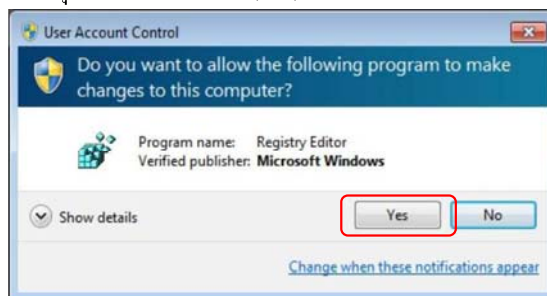 User Account Control
Do you want to allow the following program to make
changes to this computer?
Program name: Registry Editor
Verified publisher: Microsoft Windows
Show details
Yes
No
Change when these notifications appear